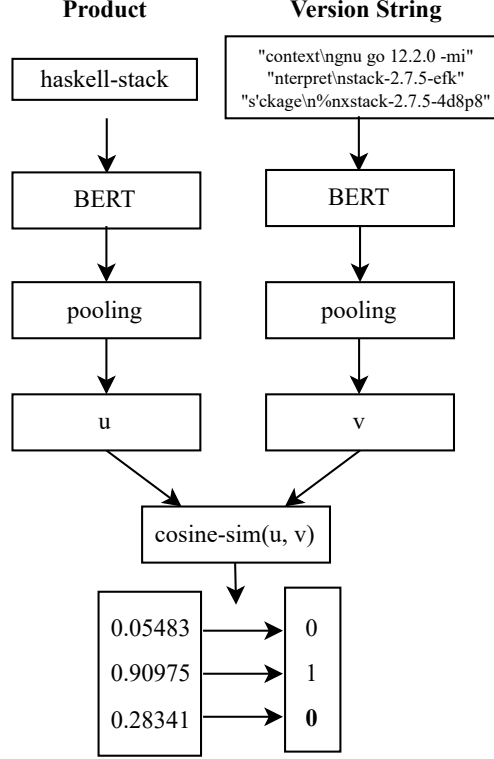 Product
Version String
haskell-stack
"context\ngnu go 12.2.0 -mi"
"nterpret\nstack-2.7.5-efk"
"s'ckage\n%nxstack-2.7.5-4d8p8"
BERT
BERT
pooling
pooling
u
v
cosine-sim(u, v)
0.05483
0
0.90975
1
0.28341
0